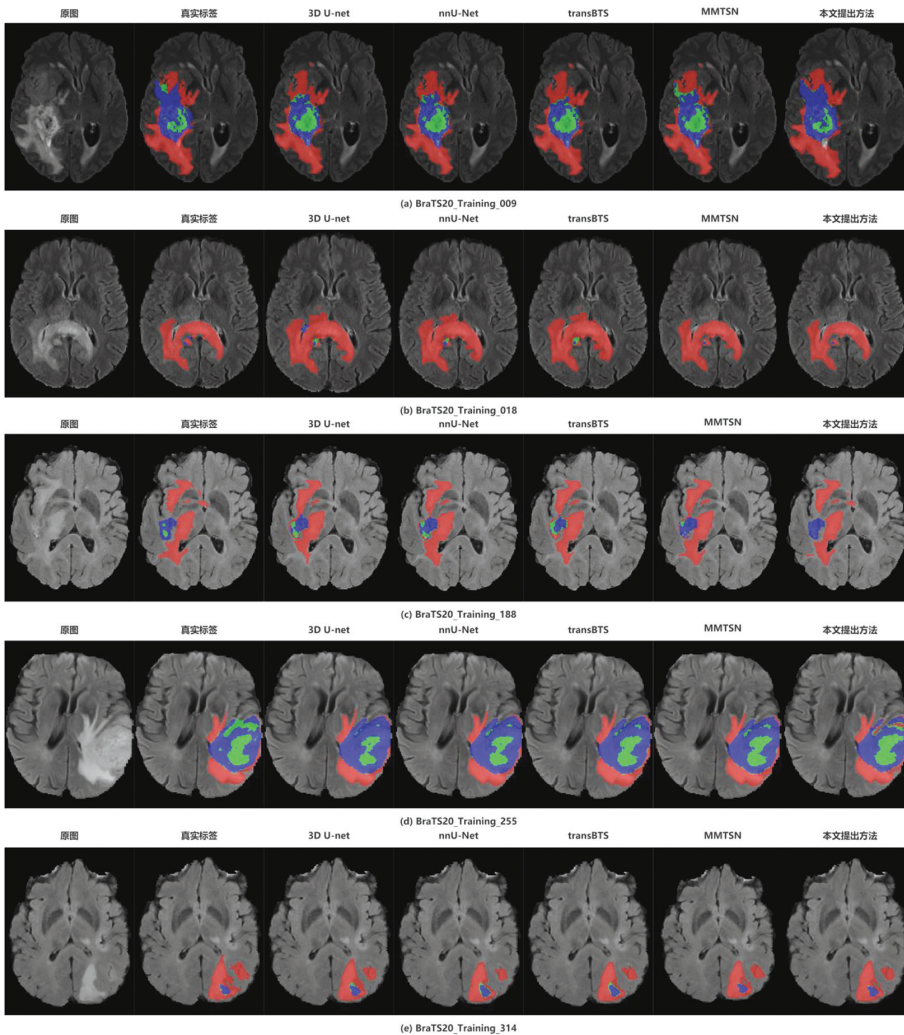 原图 真实标签 3D U-net nnU-Net transBTS MMTSN 本文提出方法
(a) BraTS20_Training_009
原图 真实标签 3D U-net nnU-Net transBTS MMTSN 本文提出方法
(b) BraTS20_Training_018
原图 真实标签 3D U-net nnU-Net transBTS MMTSN 本文提出方法
(c) BraTS20_Training_188
原图 真实标签 3D U-net nnU-Net transBTS MMTSN 本文提出方法
(d) BraTS20_Training_255
原图 真实标签 3D U-net nnU-Net transBTS MMTSN 本文提出方法
(e) BraTS20_Training_314